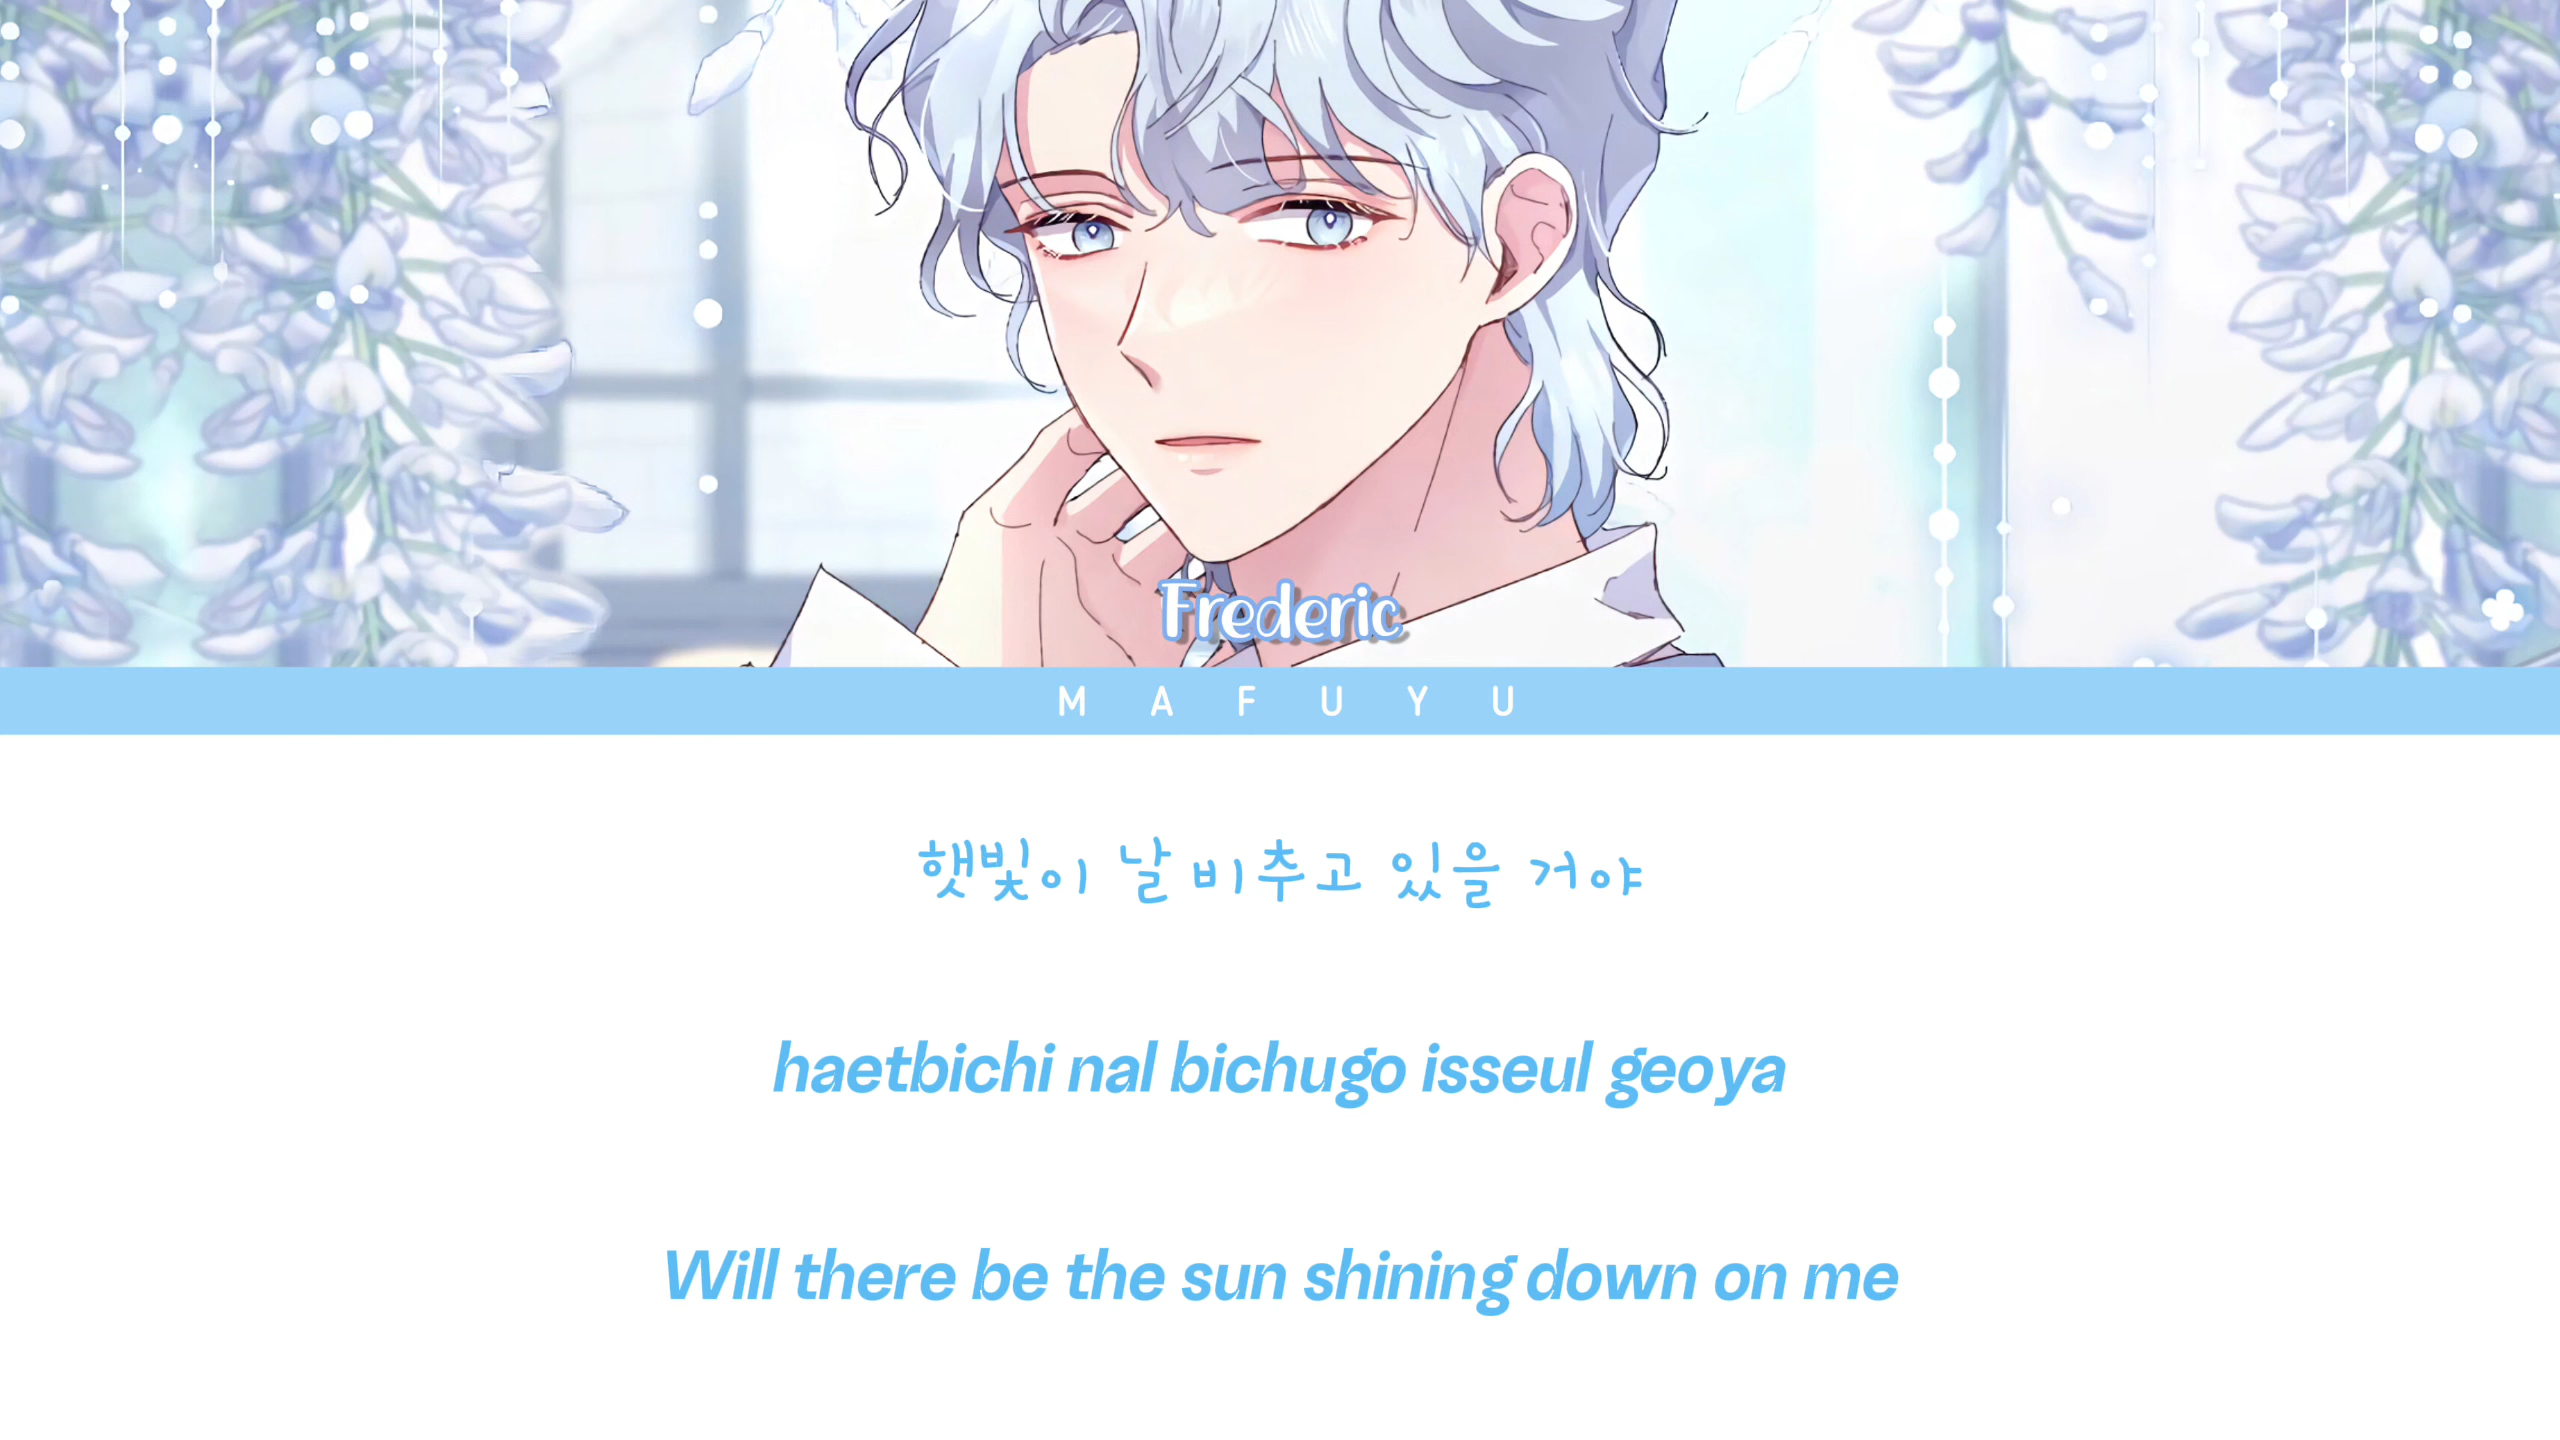 Frederic
MAFUYU
햇빛이 날 비추고 있을 거야
haetbichi nal bichugo isseul geoya
Will there be the sun shining down on me